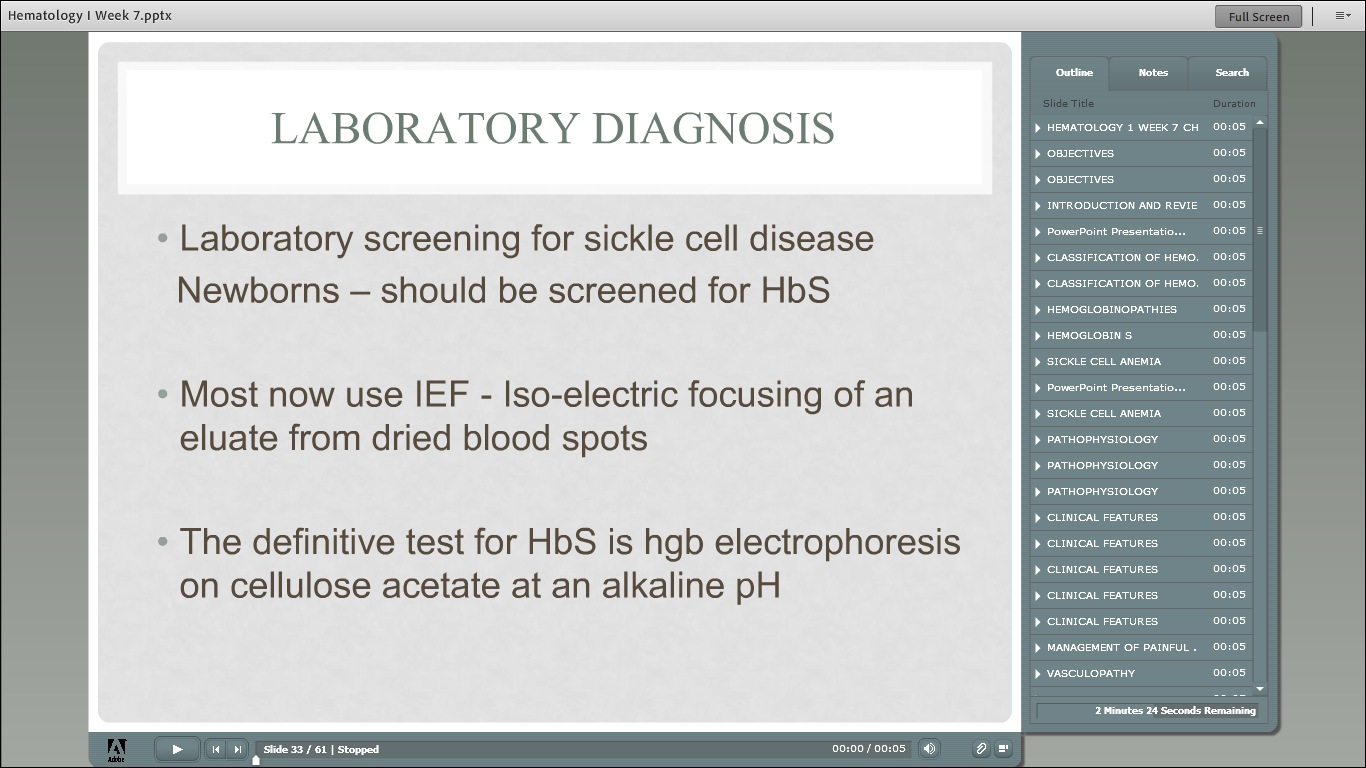 Hematology I Week 7.pptx
Full Screen
LABORATORY DIAGNOSIS
• Laboratory screening for sickle cell disease
Newborns – should be screened for HbS
• Most now use IEF - Iso-electric focusing of an
eluate from dried blood spots
• The definitive test for HbS is hgb electrophoresis
on cellulose acetate at an alkaline pH
Outline Notes Search
Slide Title Duration
HEMATOLOGY 1 WEEK 7 CH 00:05
OBJECTIVES 00:05
OBJECTIVES 00:05
INTRODUCTION AND REVIE 00:05
PowerPoint Presentatio... 00:05
CLASSIFICATION OF HEMO. 00:05
CLASSIFICATION OF HEMO. 00:05
HEMOGLOBINOPATHIES 00:05
HEMOGLOBIN S 00:05
SICKLE CELL ANEMIA 00:05
PowerPoint Presentatio... 00:05
SICKLE CELL ANEMIA 00:05
PATHOPHYSIOLOGY 00:05
PATHOPHYSIOLOGY 00:05
PATHOPHYSIOLOGY 00:05
CLINICAL FEATURES 00:05
CLINICAL FEATURES 00:05
CLINICAL FEATURES 00:05
CLINICAL FEATURES 00:05
CLINICAL FEATURES 00:05
MANAGEMENT OF PAINFUL . 00:05
VASCULOPATHY 00:05
2 Minutes 24 Seconds Remaining
Adobe
Slide 33 / 61 | Stopped 00:00 / 00:05